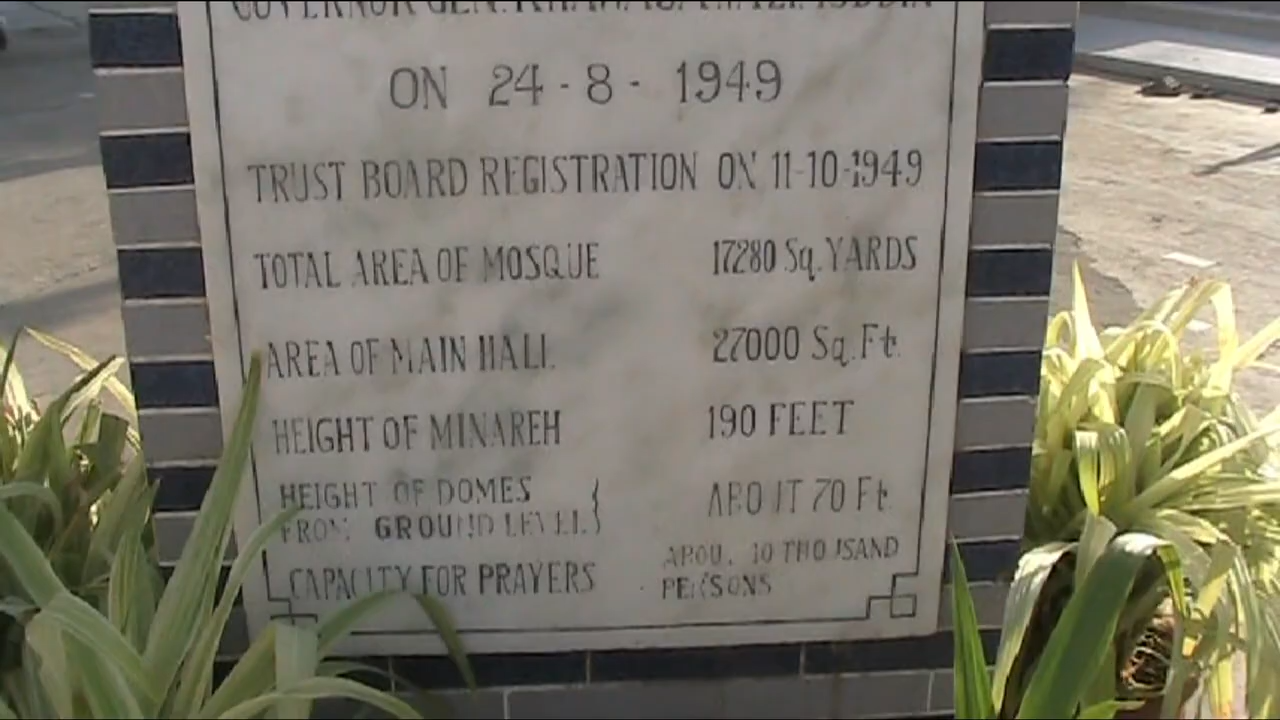 GOVERNOR GEN.
ON 24-8-1949
TRUST BOARD REGISTRATION ON 11-10-1949
TOTAL AREA OF MOSQUE 17280 Sq. YARDS
AREA OF MAIN HALL 27000 Sq. Ft.
HEIGHT OF MINAREH 190 FEET
HEIGHT OF DOMES
FROM GROUND LEVEL } ABOUT 70 Ft.
CAPACITY FOR PRAYERS ABOUT 10 THOUSAND
PERSONS